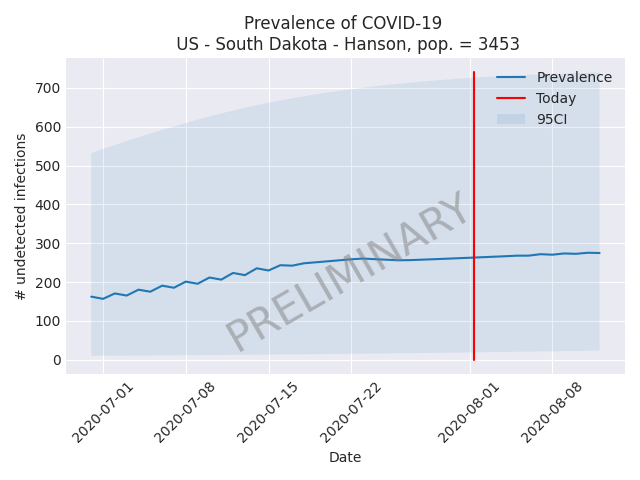 Prevalence of COVID-19
US - South Dakota - Hanson, pop. = 3453
# undetected infections
700
600
500
400
300
200
100
0
Prevalence
Today
95CI
PRELIMINARY
2020-07-01
2020-07-08
2020-07-15
2020-07-22
2020-08-01
2020-08-08
Date